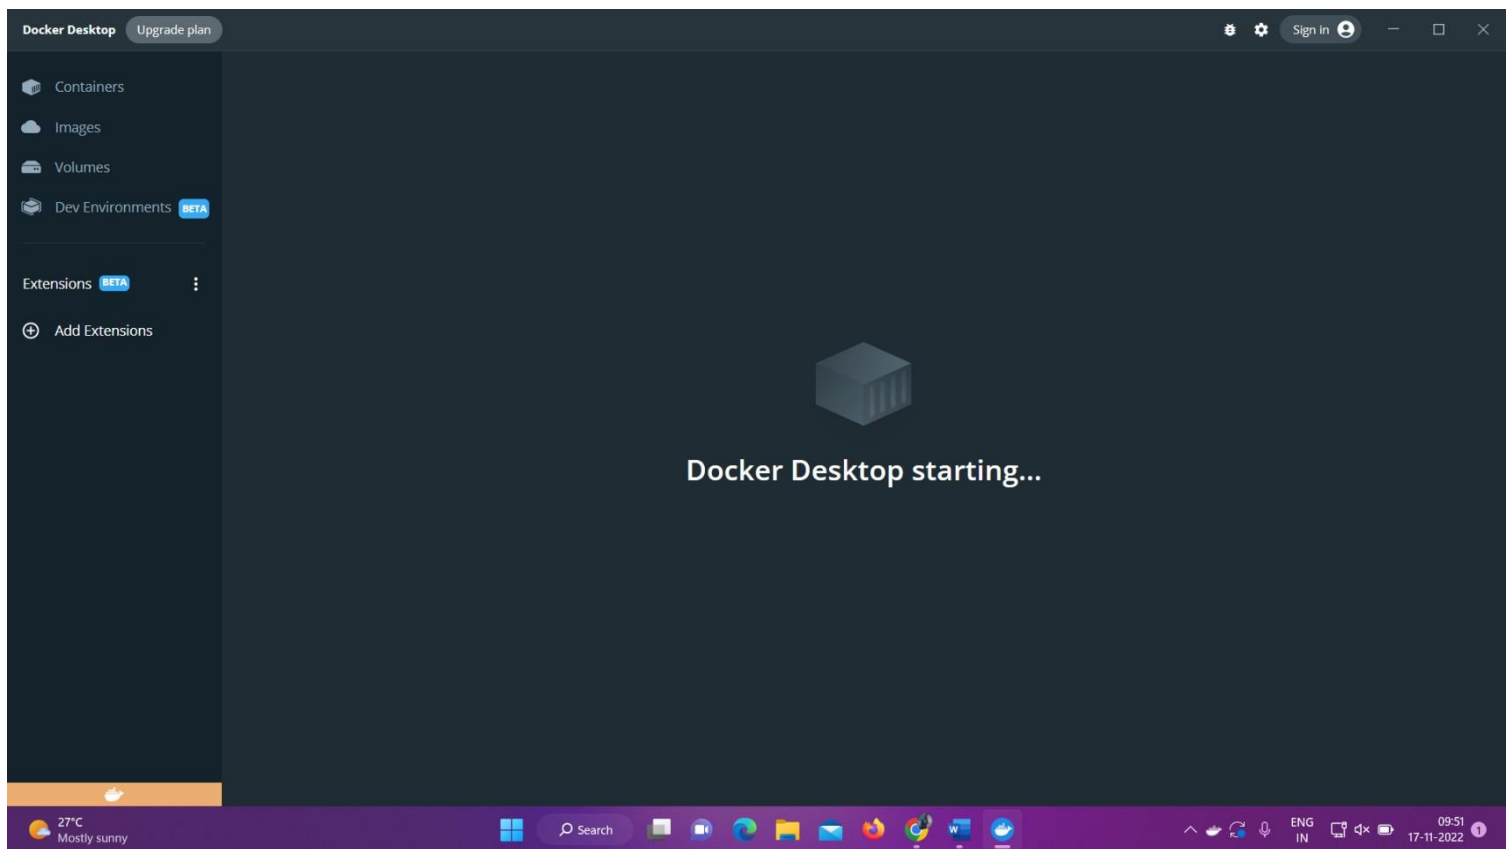 Docker Desktop
Upgrade plan
Sign in
Containers
Images
Volumes
Dev Environments BETA
Extensions BETA
Add Extensions
Docker Desktop starting...
27°C
Mostly sunny
Search
W
ENG
IN
09:51
17-11-2022
1